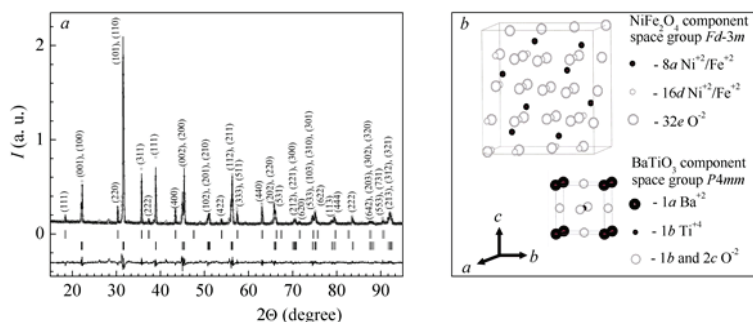 a
I (a. u.)
2
1
0
(111)
(001), (100)
(220)
(101), (110)
(311)
(222)
(111)
(400)
(002), (200)
(102), (201), (210)
(422)
(112), (211)
(333), (511)
(440)
(202), (220)
(531)
(212), (221), (300)
(620)
(533), (103), (310), (301)
(622)
(113)
(444)
(222)
(642), (203), (302), (320)
(553), (731)
(213), (312), (321)
20 30 40 50 60 70 80 90
2Θ (degree)
b
NiFe2O4 component
space group Fd-3m
- 8a Ni+2/Fe+2
- 16d Ni+2/Fe+2
- 32e O-2
BaTiO3 component
space group P4mm
- 1a Ba+2
- 1b Ti+4
- 1b and 2c O-2
c
a
b